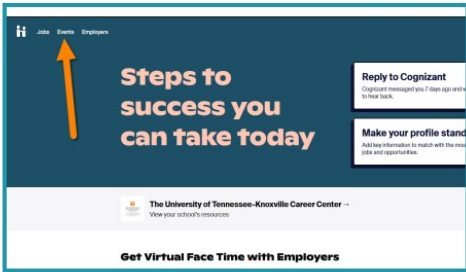 Jobs Events Employers
Steps to
success you
can take today
Reply to Cognizant
Cognizant messaged you 7 days ago and
to hear back.
Make your profile stand
Add key information to match with the
jobs and opportunities.
The University of Tennessee-Knoxville Career Center →
View your school's resources
Get Virtual Face Time with Employers